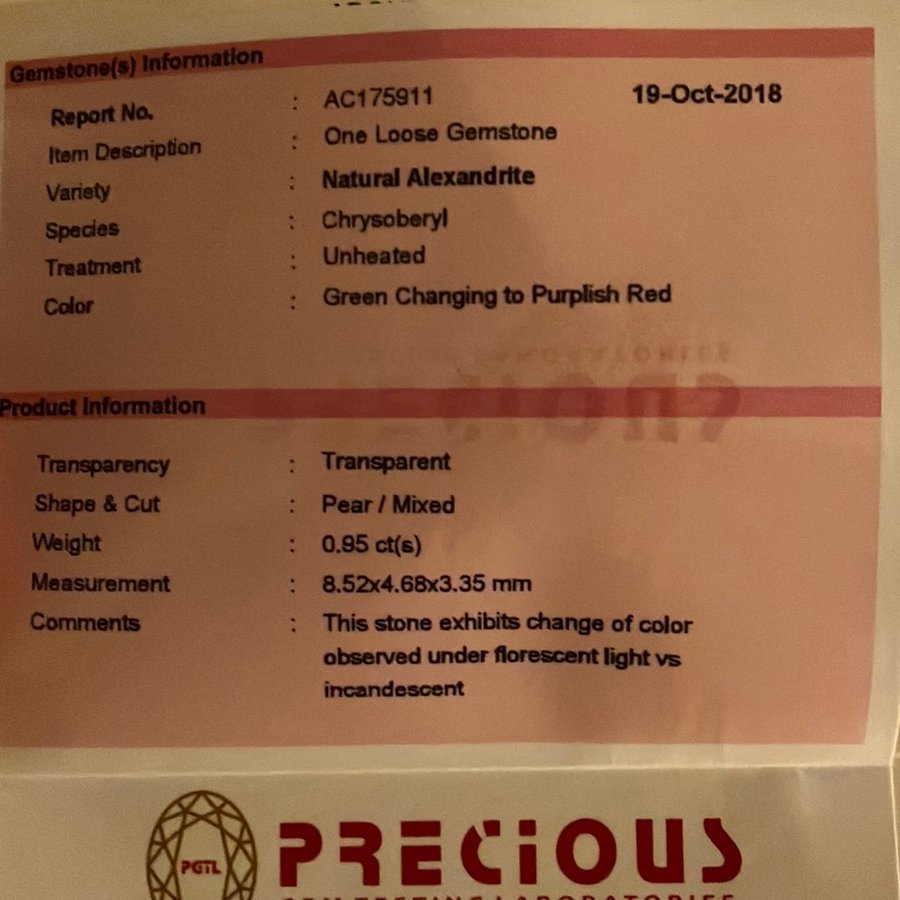 Gemstone(s) Information
Report No. : AC175911 19-Oct-2018
Item Description : One Loose Gemstone
Variety : Natural Alexandrite
Species : Chrysoberyl
Treatment : Unheated
Color : Green Changing to Purplish Red
Product Information
Transparency : Transparent
Shape & Cut : Pear / Mixed
Weight : 0.95 ct(s)
Measurement : 8.52x4.68x3.35 mm
Comments : This stone exhibits change of color
observed under florescent light vs
incandescent
PGTL
PRECIOUS